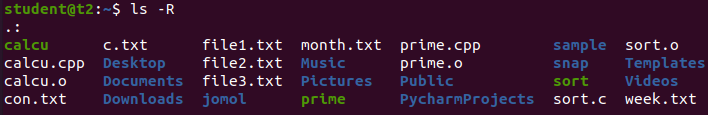 student@t2:~$ ls -R
.:
calcu c.txt file1.txt month.txt prime.cpp sample sort.o
calcu.cpp Desktop file2.txt Music prime.o snap Templates
calcu.o Documents file3.txt Pictures Public sort Videos
con.txt Downloads jomol prime PycharmProjects sort.c week.txt